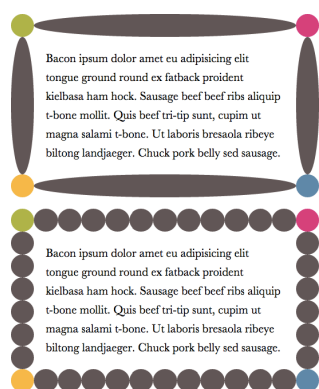 Bacon ipsum dolor amet eu adipisicing elit
tongue ground round ex fatback proident
kielbasa ham hock. Sausage beef beef ribs aliquip
t-bone mollit. Quis beef tri-tip sunt, cupim ut
magna salami t-bone. Ut laboris bresaola ribeye
biltong landjaeger. Chuck pork belly sed sausage.
Bacon ipsum dolor amet eu adipisicing elit
tongue ground round ex fatback proident
kielbasa ham hock. Sausage beef beef ribs aliquip
t-bone mollit. Quis beef tri-tip sunt, cupim ut
magna salami t-bone. Ut laboris bresaola ribeye
biltong landjaeger. Chuck pork belly sed sausage.